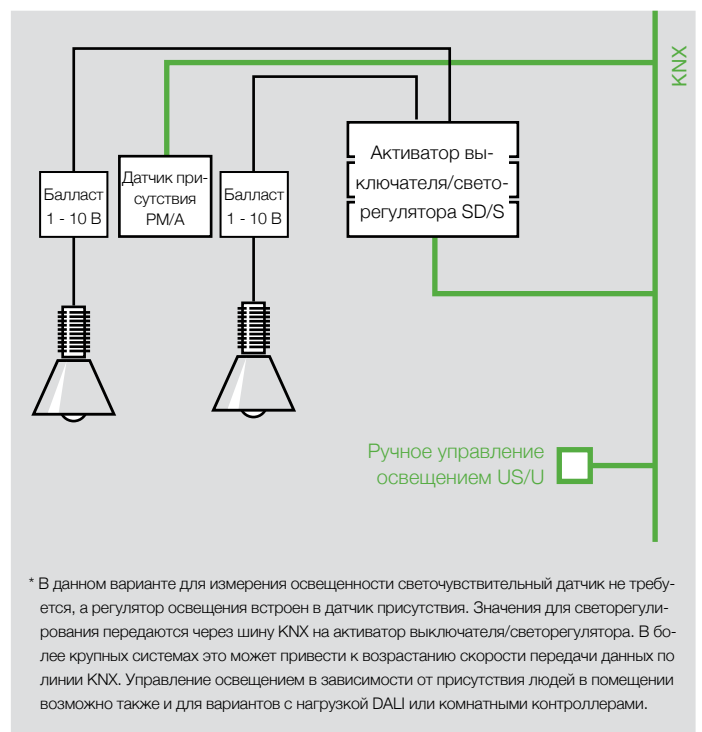 KNX
Активатор вы-
ключателя/свето-
регулятора SD/S
Балласт
1 - 10 В
Датчик при-
сутствия
PM/A
Балласт
1 - 10 В
Ручное управление
освещением US/U
* В данном варианте для измерения освещенности светочувствительный датчик не требу-
ется, а регулятор освещения встроен в датчик присутствия. Значения для светорегули-
рования передаются через шину KNX на активатор выключателя/светорегулятора. В бо-
лее крупных системах это может привести к возрастанию скорости передачи данных по
линии KNX. Управление освещением в зависимости от присутствия людей в помещении
возможно также и для вариантов с нагрузкой DALI или комнатными контроллерами.